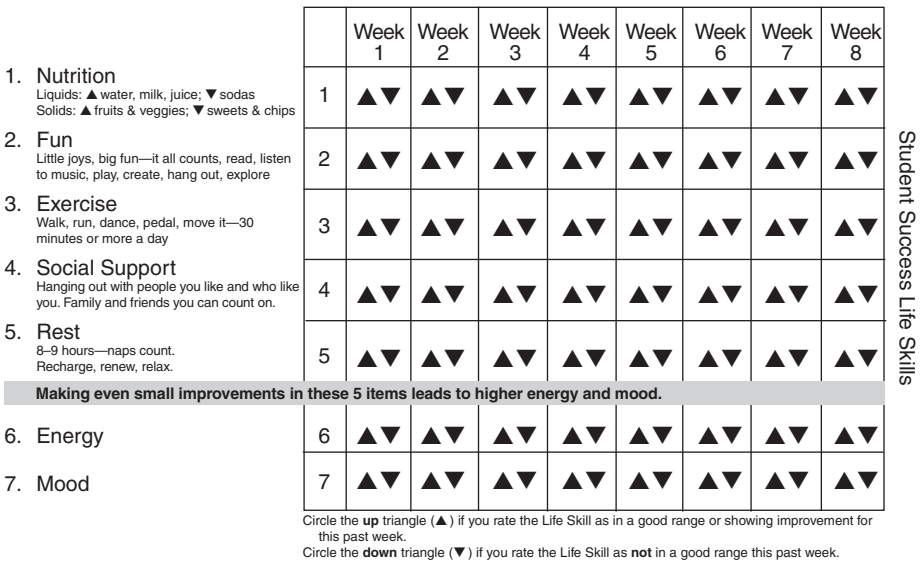 Week 1 Week 2 Week 3 Week 4 Week 5 Week 6 Week 7 Week 8
1. Nutrition
Liquids: ▲ water, milk, juice; ▼ sodas
Solids: ▲ fruits & veggies; ▼ sweets & chips
1 ▲▼ ▲▼ ▲▼ ▲▼ ▲▼ ▲▼ ▲▼ ▲▼
2. Fun
Little joys, big fun—it all counts, read, listen
to music, play, create, hang out, explore
2 ▲▼ ▲▼ ▲▼ ▲▼ ▲▼ ▲▼ ▲▼ ▲▼
3. Exercise
Walk, run, dance, pedal, move it—30
minutes or more a day
3 ▲▼ ▲▼ ▲▼ ▲▼ ▲▼ ▲▼ ▲▼ ▲▼
4. Social Support
Hanging out with people you like and who like
you. Family and friends you can count on.
4 ▲▼ ▲▼ ▲▼ ▲▼ ▲▼ ▲▼ ▲▼ ▲▼
5. Rest
8–9 hours—naps count.
Recharge, renew, relax.
5 ▲▼ ▲▼ ▲▼ ▲▼ ▲▼ ▲▼ ▲▼ ▲▼
Making even small improvements in these 5 items leads to higher energy and mood.
6. Energy
6 ▲▼ ▲▼ ▲▼ ▲▼ ▲▼ ▲▼ ▲▼ ▲▼
7. Mood
7 ▲▼ ▲▼ ▲▼ ▲▼ ▲▼ ▲▼ ▲▼ ▲▼
Circle the up triangle (▲) if you rate the Life Skill as in a good range or showing improvement for
this past week.
Circle the down triangle (▼) if you rate the Life Skill as not in a good range this past week.
Student Success Life Skills